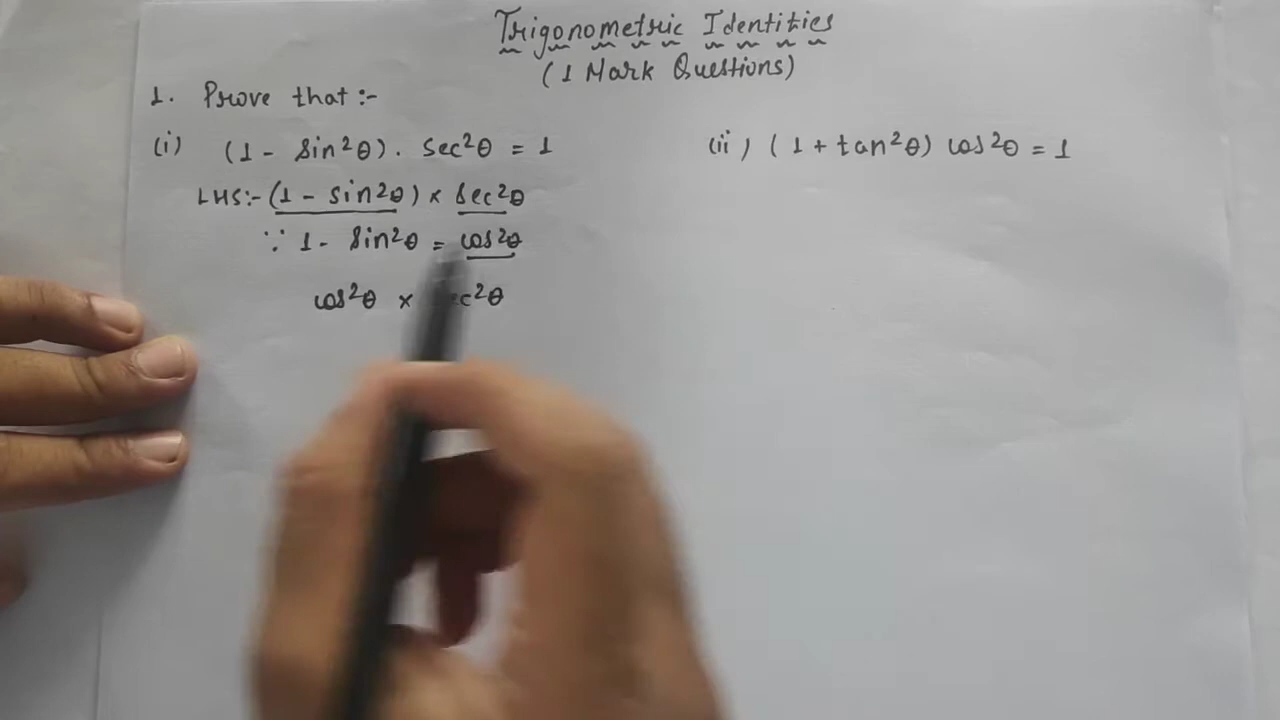 Trigonometric Identities
(1 Mark Questions)
1. Prove that :-
(i) (1 - Sin²θ). Sec²θ = 1
LHS:- (1 - Sin²θ) × Sec²θ
∵ 1 - Sin²θ = cos²θ
cos²θ ×
(ii) (1 + tan²θ) cos²θ = 1